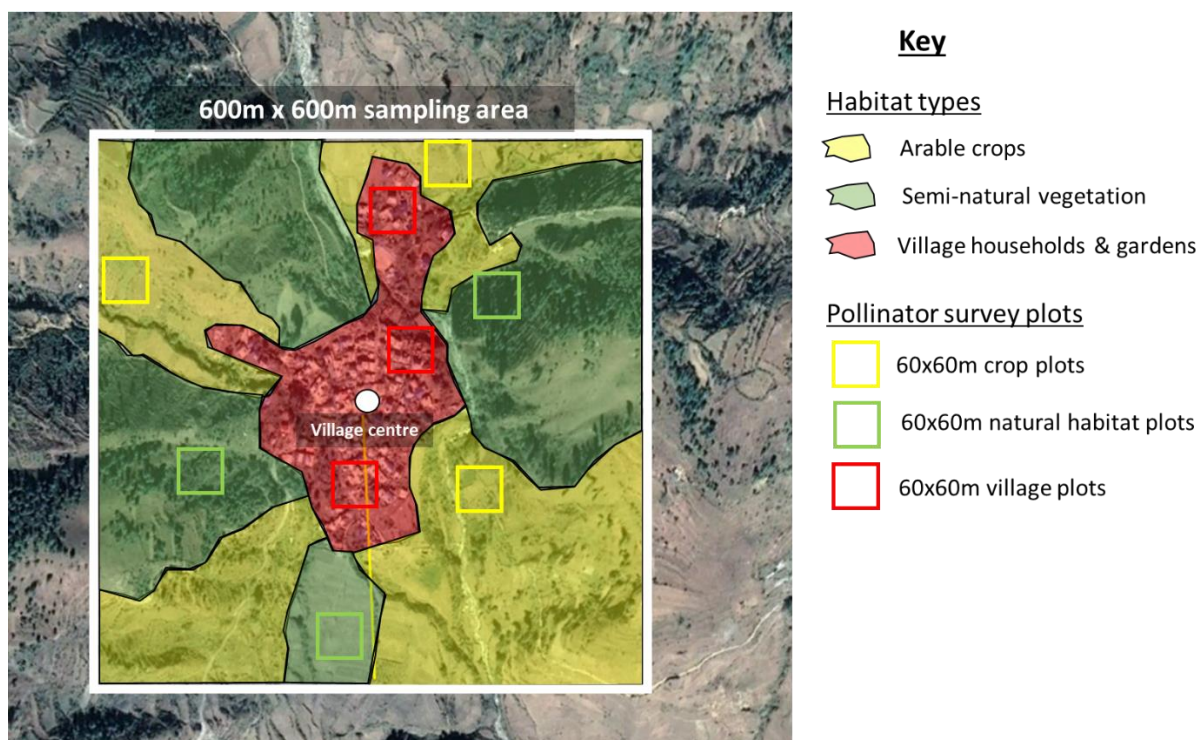 600m x 600m sampling area
Village centre
Key
Habitat types
Arable crops
Semi-natural vegetation
Village households & gardens
Pollinator survey plots
60x60m crop plots
60x60m natural habitat plots
60x60m village plots